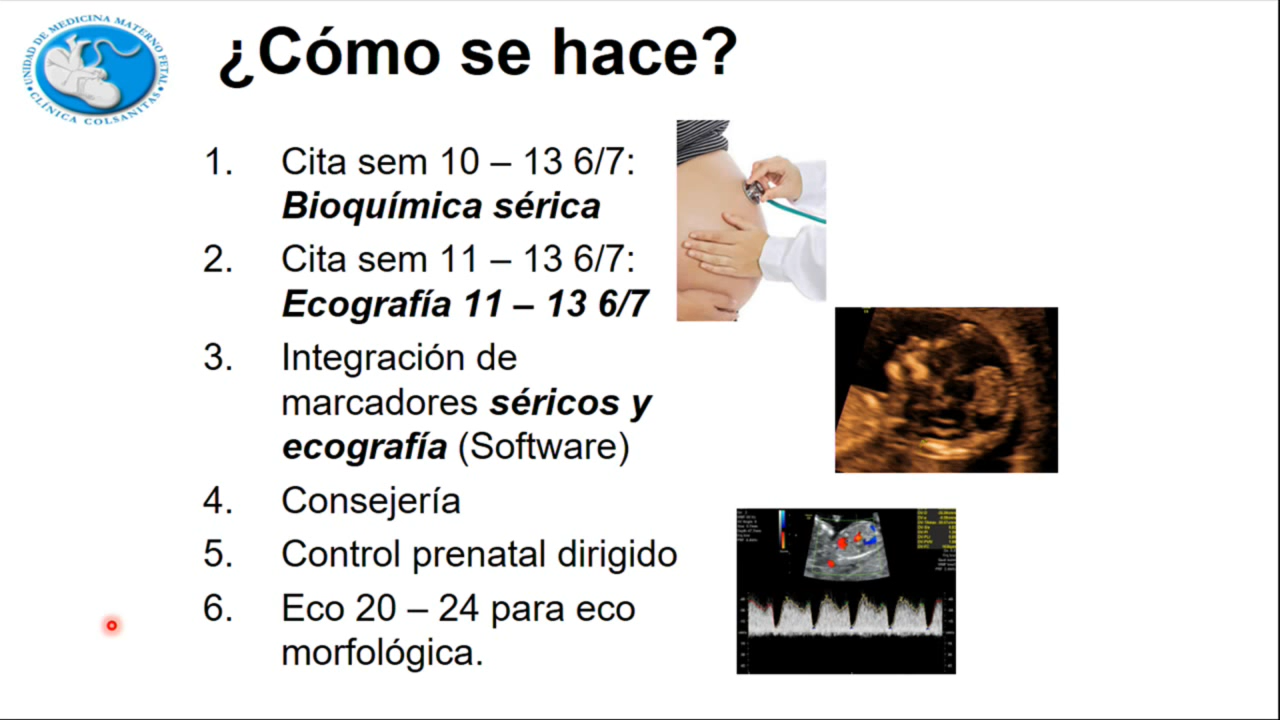 UNIDAD DE MEDICINA MATERNO FETAL
CLÍNICA COLSANITAS
¿Cómo se hace?
1. Cita sem 10 – 13 6/7:
Bioquímica sérica
2. Cita sem 11 – 13 6/7:
Ecografía 11 – 13 6/7
3. Integración de
marcadores séricos y
ecografía (Software)
4. Consejería
5. Control prenatal dirigido
6. Eco 20 – 24 para eco
morfológica.